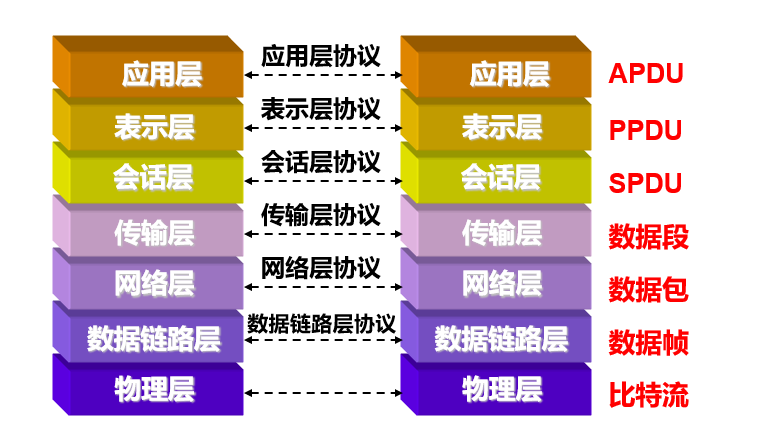 应用层 应用层协议 应用层 APDU
表示层 表示层协议 表示层 PPDU
会话层 会话层协议 会话层 SPDU
传输层 传输层协议 传输层 数据段
网络层 网络层协议 网络层 数据包
数据链路层 数据链路层协议 数据链路层 数据帧
物理层 物理层 比特流